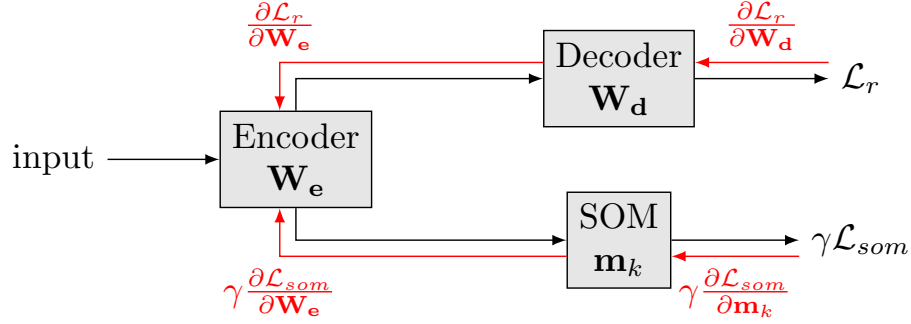 ∂ℒ_r/∂W_e
∂ℒ_r/∂W_d
Decoder
W_d
ℒ_r
Encoder
W_e
input
SOM
m_k
γℒ_som
γ ∂ℒ_som/∂W_e
γ ∂ℒ_som/∂m_k